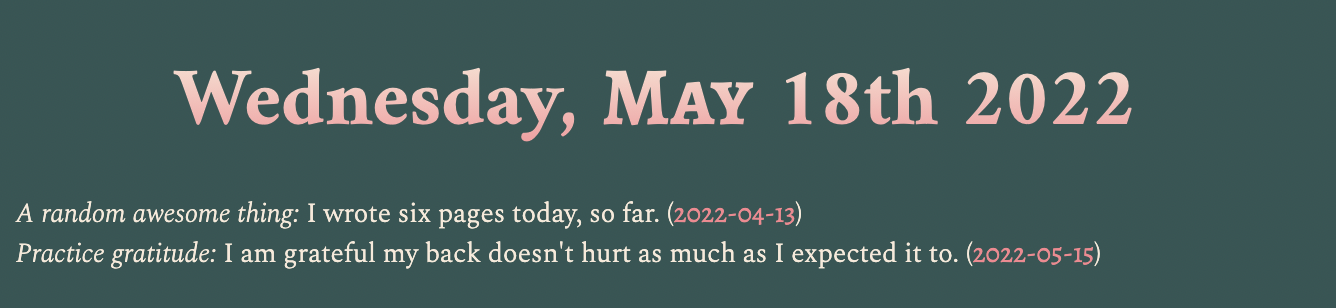 Wednesday, May 18th 2022
A random awesome thing: I wrote six pages today, so far. (2022-04-13)
Practice gratitude: I am grateful my back doesn't hurt as much as I expected it to. (2022-05-15)